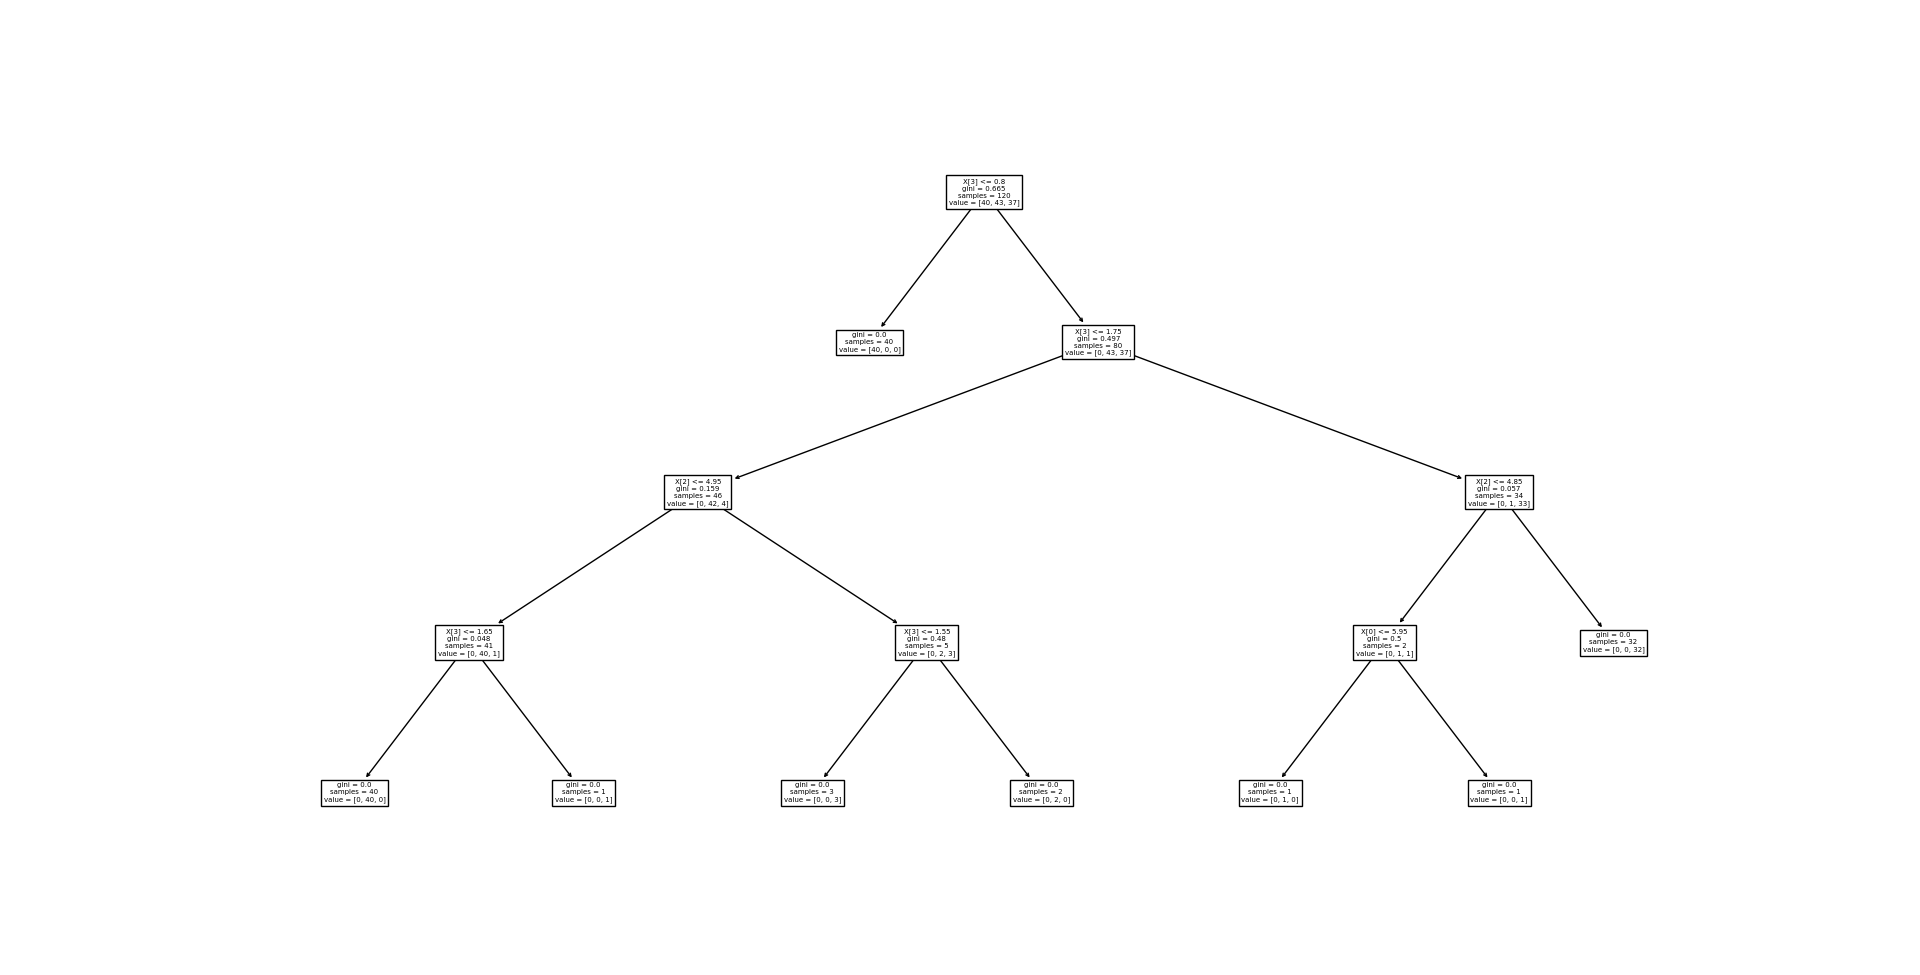 X[3] <= 0.8
gini = 0.665
samples = 120
value = [40, 43, 37]
gini = 0.0
samples = 40
value = [40, 0, 0]
X[3] <= 1.75
gini = 0.497
samples = 80
value = [0, 43, 37]
X[2] <= 4.95
gini = 0.159
samples = 46
value = [0, 42, 4]
X[2] <= 4.85
gini = 0.057
samples = 34
value = [0, 1, 33]
X[3] <= 1.65
gini = 0.048
samples = 41
value = [0, 40, 1]
X[3] <= 1.55
gini = 0.48
samples = 5
value = [0, 2, 3]
X[0] <= 5.95
gini = 0.5
samples = 2
value = [0, 1, 1]
gini = 0.0
samples = 32
value = [0, 0, 32]
gini = 0.0
samples = 40
value = [0, 40, 0]
gini = 0.0
samples = 1
value = [0, 0, 1]
gini = 0.0
samples = 3
value = [0, 0, 3]
gini = 0.0
samples = 2
value = [0, 2, 0]
gini = 0.0
samples = 1
value = [0, 1, 0]
gini = 0.0
samples = 1
value = [0, 0, 1]